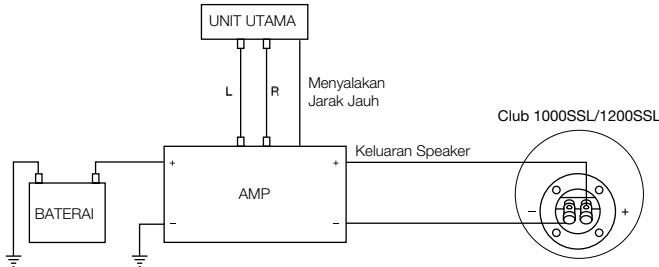 UNIT UTAMA
L
R
Menyalakan
Jarak Jauh
Club 1000SSL/1200SSL
Keluaran Speaker
+
+
AMP
BATERAI
–
–
–
+